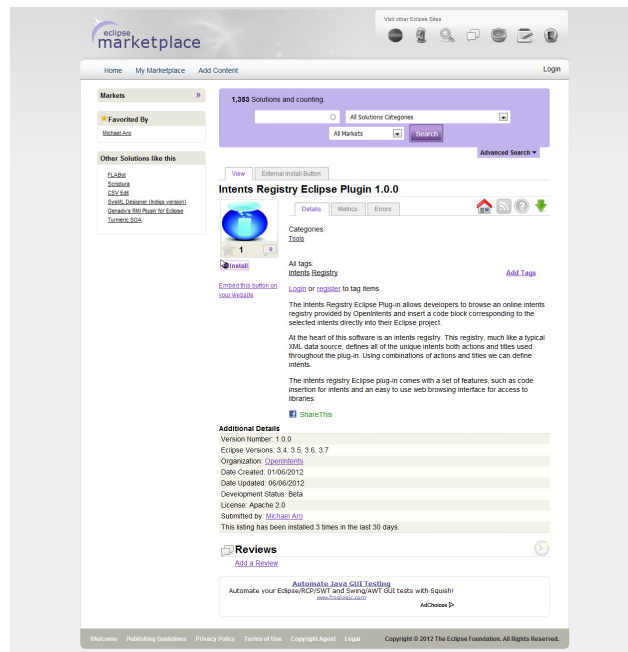 Visit other Eclipse Sites
eclipse
marketplace
Home My Marketplace Add Content Login
Markets »
Favorited By
Michael Aro
Other Solutions like this
FLABot
Scriptura
CSV Edit
SysML Designer (Indigo version)
Genedy's RMI Plugin for Eclipse
Turmeric SOA
1,353 Solutions and counting.
All Solutions Categories
All Markets Search
Advanced Search
View External Install Button
Intents Registry Eclipse Plugin 1.0.0
1 0
Install
Embed this button on
your website
Details Metrics Errors
Categories:
Tools
All tags:
Intents Registry Add Tags
Login or register to tag items
The Intents Registry Eclipse Plug-in allows developers to browse an online intents
registry provided by OpenIntents and insert a code block corresponding to the
selected intents directly into their Eclipse project.
At the heart of this software is an intents registry. This registry, much like a typical
XML data source, defines all of the unique intents both actions and titles used
throughout the plug-in. Using combinations of actions and titles we can define
intents.
The intents registry Eclipse plug-in comes with a set of features, such as code
insertion for intents and an easy to use web browsing interface for access to
libraries.
ShareThis
Additional Details
Version Number: 1.0.0
Eclipse Versions: 3.4, 3.5, 3.6, 3.7
Organization: OpenIntents
Date Created: 01/06/2012
Date Updated: 06/06/2012
Development Status: Beta
License: Apache 2.0
Submitted by: Michael Aro
This listing has been installed 3 times in the last 30 days.
Reviews
Add a Review
Automate Java GUI Testing
Automate your Eclipse/RCP/SWT and Swing/AWT GUI tests with Squish!
www.froglogic.com
AdChoices
Welcome Publishing Guidelines Privacy Policy Terms of Use Copyright Agent Legal Copyright © 2012 The Eclipse Foundation. All Rights Reserved.